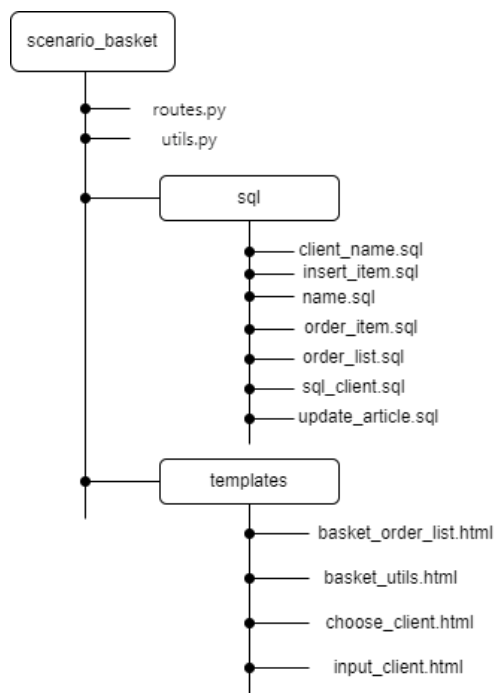 scenario_basket
routes.py
utils.py
sql
client_name.sql
insert_item.sql
name.sql
order_item.sql
order_list.sql
sql_client.sql
update_article.sql
templates
basket_order_list.html
basket_utils.html
choose_client.html
input_client.html